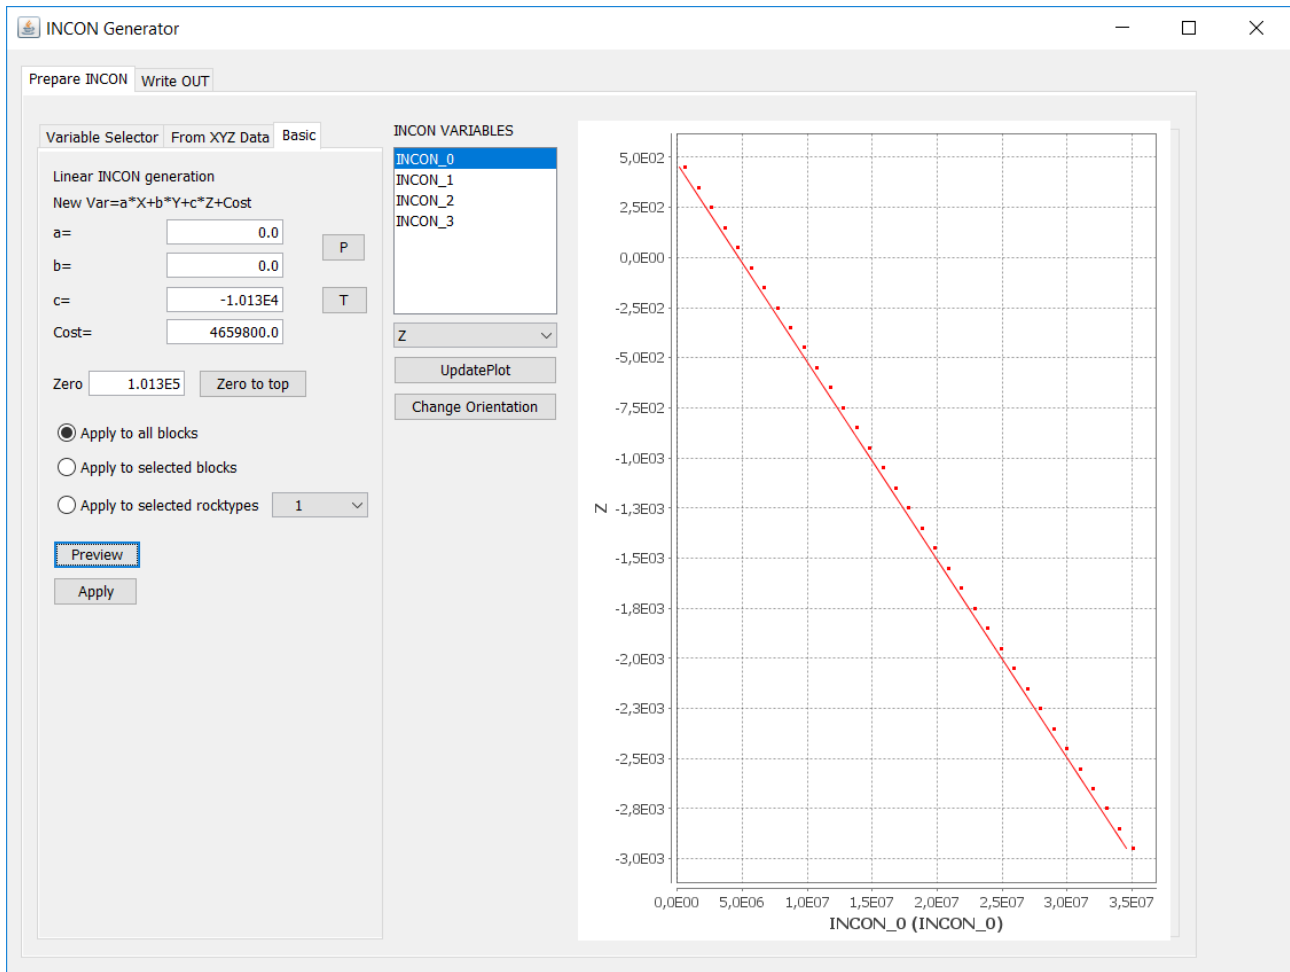 INCON Generator
Prepare INCON
Write OUT
Variable Selector
From XYZ Data
Basic
Linear INCON generation
New Var=a*X+b*Y+c*Z+Cost
a=
0.0
b=
0.0
P
c=
-1.013E4
T
Cost=
4659800.0
Zero
1.013E5
Zero to top
Apply to all blocks
Apply to selected blocks
Apply to selected rocktypes
1
Preview
Apply
INCON VARIABLES
INCON_0
INCON_1
INCON_2
INCON_3
Z
UpdatePlot
Change Orientation
5,0E02
2,5E02
0,0E00
-2,5E02
-5,0E02
-7,5E02
-1,0E03
-1,3E03
-1,5E03
-1,8E03
-2,0E03
-2,3E03
-2,5E03
-2,8E03
-3,0E03
Z
0,0E00
5,0E06
1,0E07
1,5E07
2,0E07
2,5E07
3,0E07
3,5E07
INCON_0 (INCON_0)